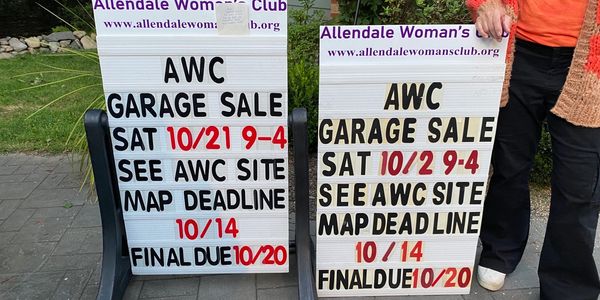 Allendale Woman's Club
www.allendalewomansclub.org
AWC
GARAGE SALE
SAT 10/21 9-4
SEE AWC SITE
MAP DEADLINE
10/14
FINAL DUE 10/20
Allendale Woman's Club
www.allendalewomansclub.org
AWC
GARAGE SALE
SAT 10/2 9-4
SEE AWC SITE
MAP DEADLINE
10/14
FINAL DUE 10/20